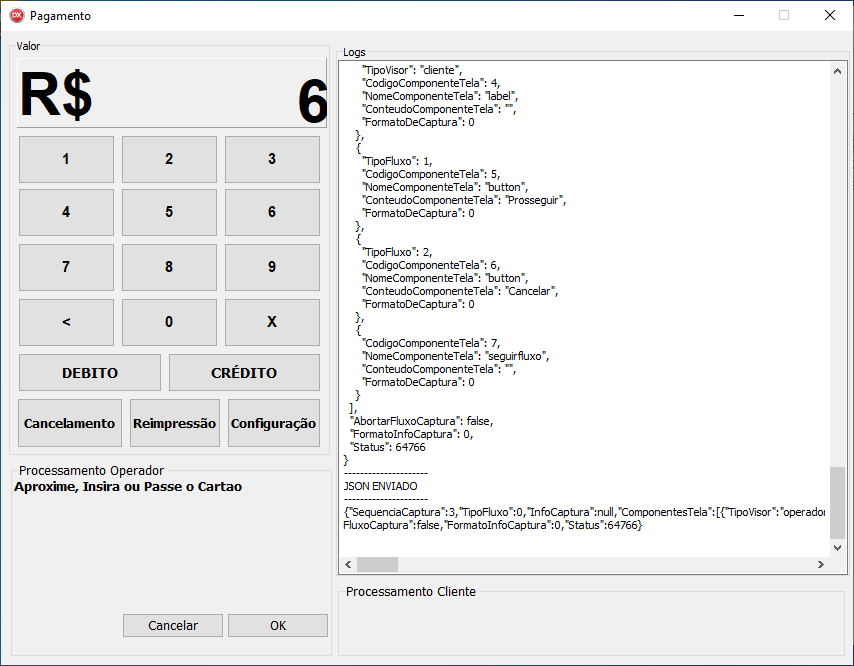 Pagamento
Valor
R$ 6
1 2 3
4 5 6
7 8 9
< 0 X
DEBITO CRÉDITO
Cancelamento Reimpressão Configuração
Processamento Operador
Aproxime, Insira ou Passe o Cartao
Cancelar OK
Logs
"TipoVisor": "cliente",
"CodigoComponenteTela": 4,
"NomeComponenteTela": "label",
"ConteudoComponenteTela": "",
"FormatoDeCaptura": 0
},
{
"TipoFluxo": 1,
"CodigoComponenteTela": 5,
"NomeComponenteTela": "button",
"ConteudoComponenteTela": "Prosseguir",
"FormatoDeCaptura": 0
},
{
"TipoFluxo": 2,
"CodigoComponenteTela": 6,
"NomeComponenteTela": "button",
"ConteudoComponenteTela": "Cancelar",
"FormatoDeCaptura": 0
},
{
"CodigoComponenteTela": 7,
"NomeComponenteTela": "seguirfluxo",
"ConteudoComponenteTela": "",
"FormatoDeCaptura": 0
}
],
"AbortarFluxoCaptura": false,
"FormatoInfoCaptura": 0,
"Status": 64766
}
---------------------
JSON ENVIADO
---------------------
{"SequenciaCaptura":3,"TipoFluxo":0,"InfoCaptura":null,"ComponentesTela":[{"TipoVisor":"operador
FluxoCaptura":false,"FormatoInfoCaptura":0,"Status":64766}
Processamento Cliente